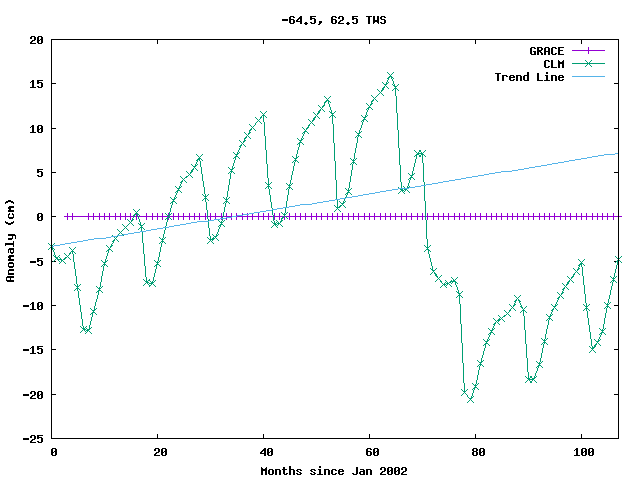 -64.5, 62.5 TWS
GRACE
CLM
Trend Line
20
15
10
5
0
-5
-10
-15
-20
-25
Anomaly (cm)
0 20 40 60 80 100
Months since Jan 2002